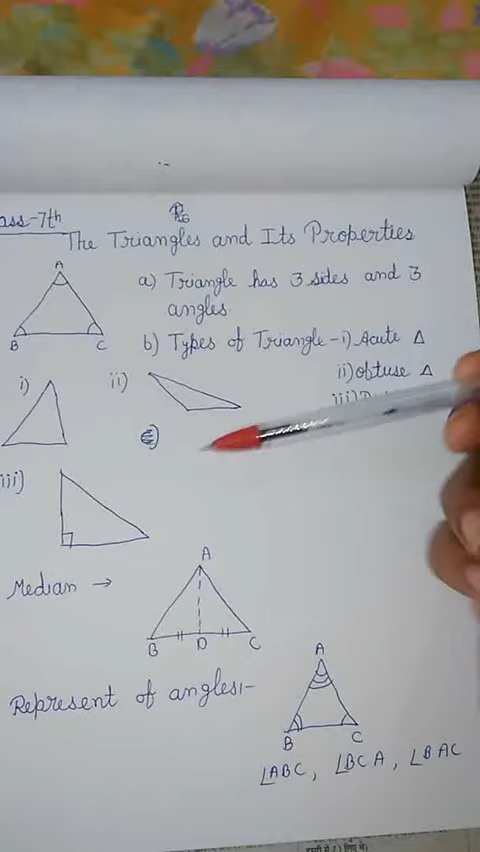 ass-7th
The Triangles and Its Properties
A
B
C
a) Triangle has 3 sides and 3
angles.
b) Types of Triangle - i) Acute Δ
ii) obtuse Δ
iii)
i)
ii)
iii)
Median →
A
B
D
C
Represent of angles:-
A
B
C
∠ABC, ∠BCA, ∠BAC